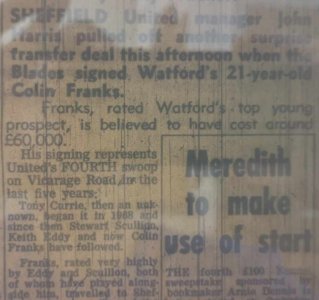 SHEFFIELD United manager John
Harris pulled off another surprise
transfer deal this afternoon when the
Blades signed Watford's 21-year-old
Colin Franks.
Franks, rated Watford's top young
prospect, is believed to have cost around
£60,000.
His signing represents
United's FOURTH swoop
on Vicarage Road in the
last five years.
Tony Currie, then an unk-
nown, began it in 1968 and
since then Stewart Scullion,
Keith Eddy and now Colin
Franks have followed.
Franks, rated very highly
by Eddy and Scullion, both
of whom have played along-
side him, travelled to Shef-
Meredith
to make
use of start
THE fourth £100
sweepstake sponsored by
bookmaker Arnie Dennis is